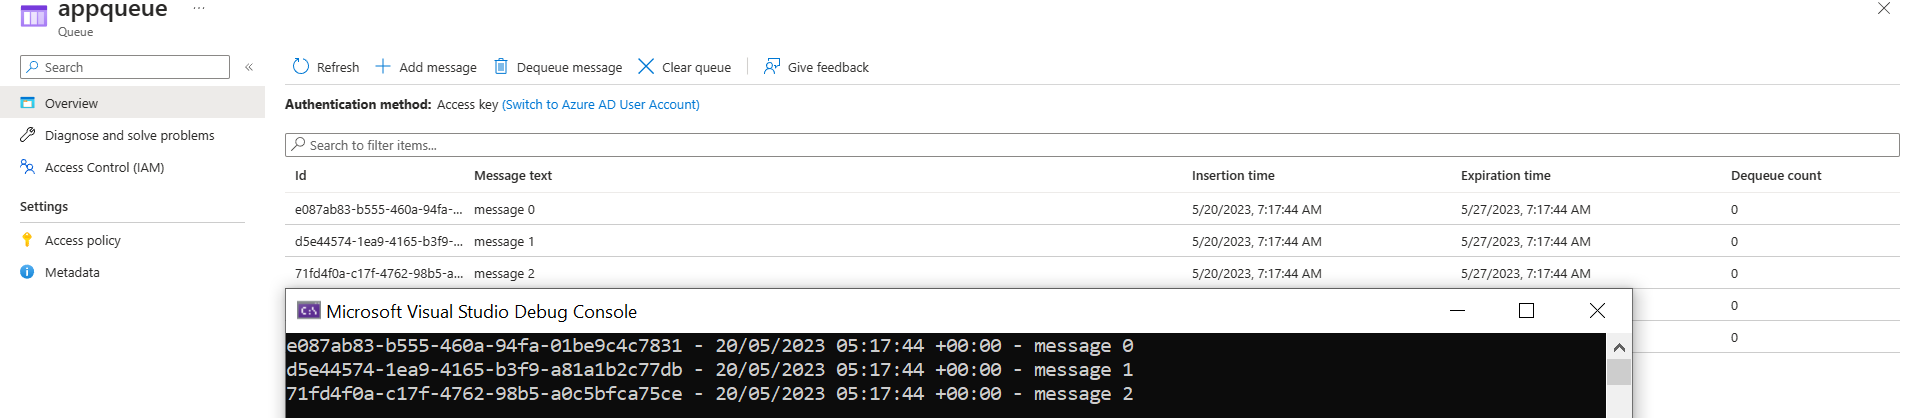 appqueue ...
Queue
Search «
Refresh Add message Dequeue message Clear queue Give feedback
Overview
Authentication method: Access key (Switch to Azure AD User Account)
Diagnose and solve problems
Search to filter items...
Access Control (IAM)
Id Message text Insertion time Expiration time Dequeue count
Settings
e087ab83-b555-460a-94fa-... message 0 5/20/2023, 7:17:44 AM 5/27/2023, 7:17:44 AM 0
Access policy
d5e44574-1ea9-4165-b3f9-... message 1 5/20/2023, 7:17:44 AM 5/27/2023, 7:17:44 AM 0
Metadata
71fd4f0a-c17f-4762-98b5-a... message 2 5/20/2023, 7:17:44 AM 5/27/2023, 7:17:44 AM 0
0
0
C:\ Microsoft Visual Studio Debug Console
e087ab83-b555-460a-94fa-01be9c4c7831 - 20/05/2023 05:17:44 +00:00 - message 0
d5e44574-1ea9-4165-b3f9-a81a1b2c77db - 20/05/2023 05:17:44 +00:00 - message 1
71fd4f0a-c17f-4762-98b5-a0c5bfca75ce - 20/05/2023 05:17:44 +00:00 - message 2